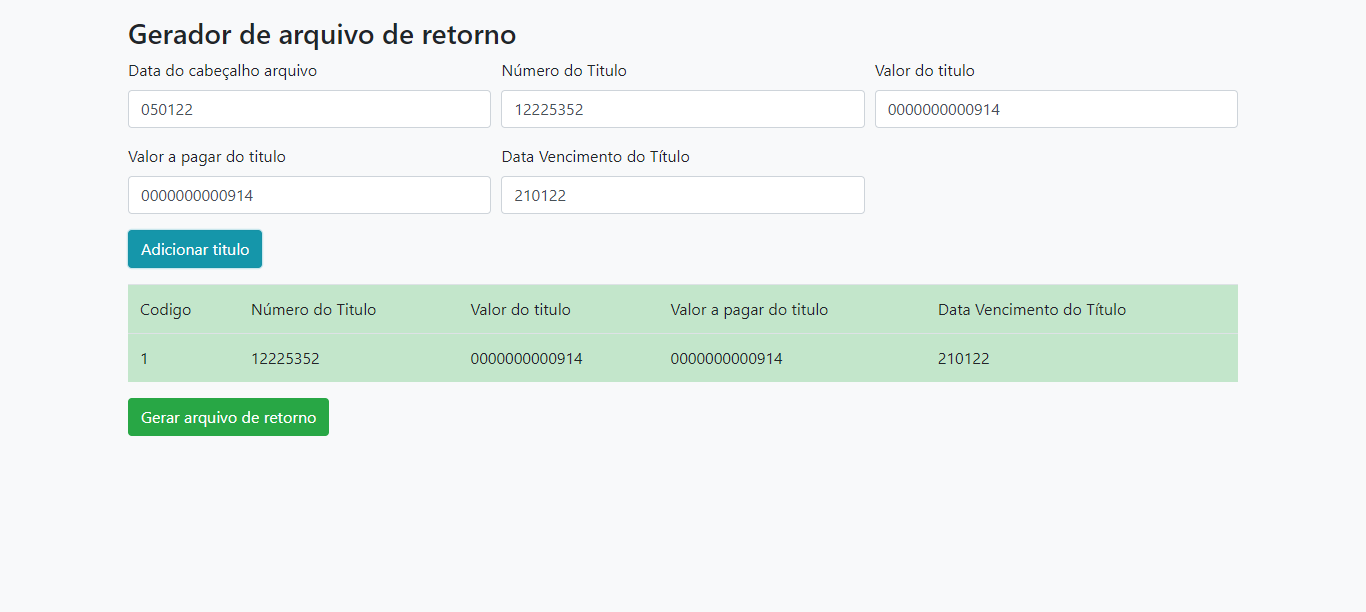 Gerador de arquivo de retorno
Data do cabeçalho arquivo Número do Titulo Valor do titulo
050122 12225352 0000000000914
Valor a pagar do titulo Data Vencimento do Título
0000000000914 210122
Adicionar titulo
Codigo Número do Titulo Valor do titulo Valor a pagar do titulo Data Vencimento do Título
1 12225352 0000000000914 0000000000914 210122
Gerar arquivo de retorno